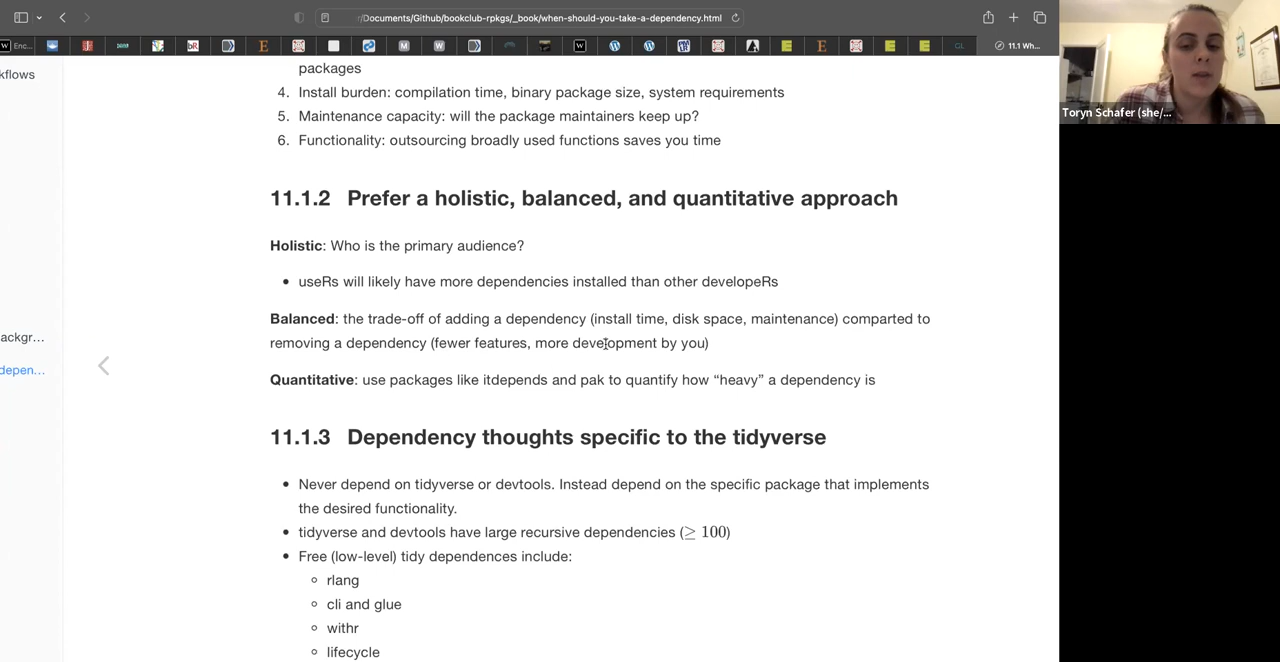 r/Documents/Github/bookclub-rpkgs/_book/when-should-you-take-a-dependency.html
W Enc...
bR
E
M
W
W
E
E
E
E
QL
11.1 Wh...
kflows
ackgr...
depen...
packages
4. Install burden: compilation time, binary package size, system requirements
5. Maintenance capacity: will the package maintainers keep up?
6. Functionality: outsourcing broadly used functions saves you time
11.1.2 Prefer a holistic, balanced, and quantitative approach
Holistic: Who is the primary audience?
• useRs will likely have more dependencies installed than other developeRs
Balanced: the trade-off of adding a dependency (install time, disk space, maintenance) comparted to
removing a dependency (fewer features, more development by you)
Quantitative: use packages like itdepends and pak to quantify how “heavy” a dependency is
11.1.3 Dependency thoughts specific to the tidyverse
• Never depend on tidyverse or devtools. Instead depend on the specific package that implements
the desired functionality.
• tidyverse and devtools have large recursive dependencies (≥ 100)
• Free (low-level) tidy dependences include:
◦ rlang
◦ cli and glue
◦ withr
◦ lifecycle
Toryn Schafer (she/...